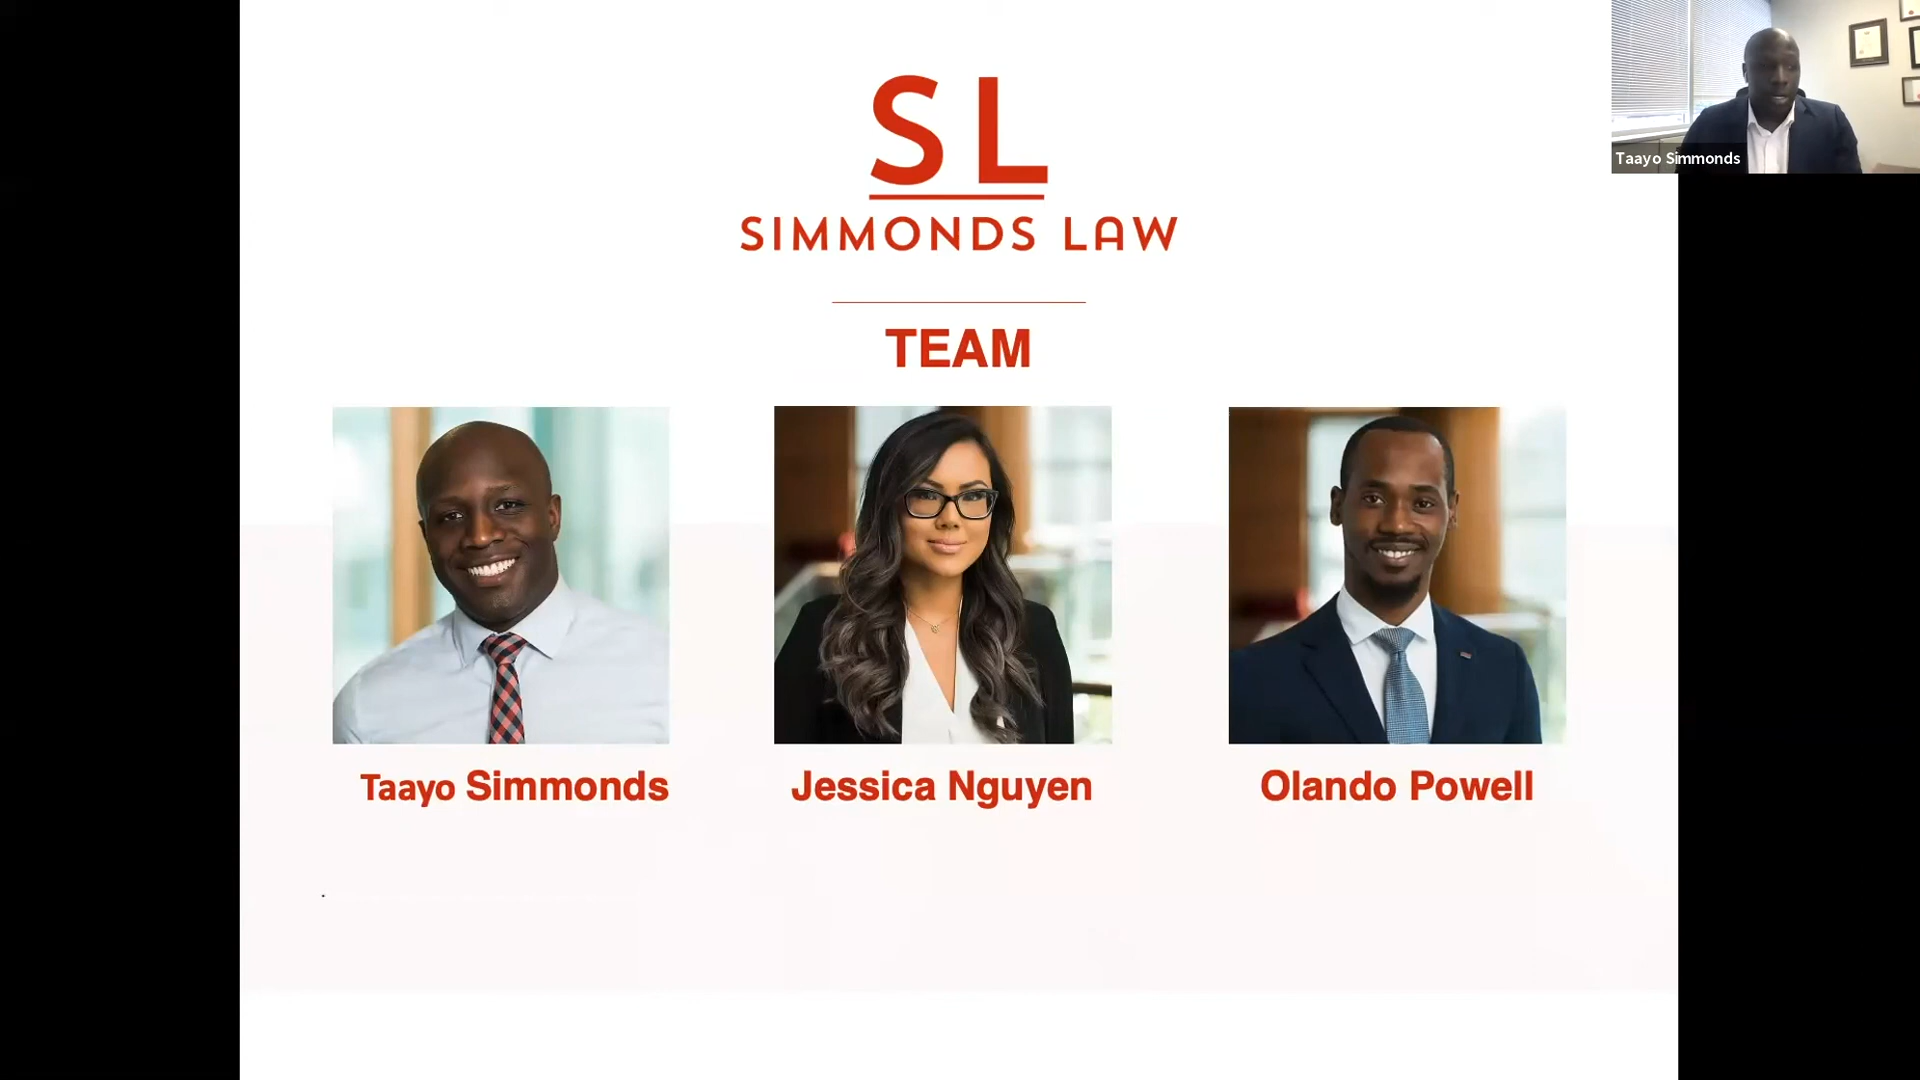 SL
SIMMONDS LAW
Taayo Simmonds
TEAM
Taayo Simmonds
Jessica Nguyen
Olando Powell